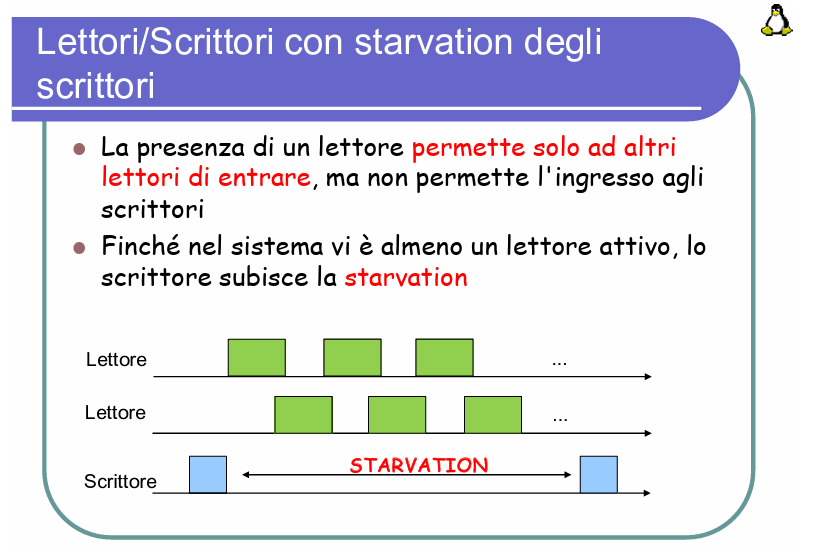 Lettori/Scrittori con starvation degli
scrittori
La presenza di un lettore permette solo ad altri
lettori di entrare, ma non permette l'ingresso agli
scrittori
Finché nel sistema vi è almeno un lettore attivo, lo
scrittore subisce la starvation
Lettore
...
Lettore
...
STARVATION
Scrittore